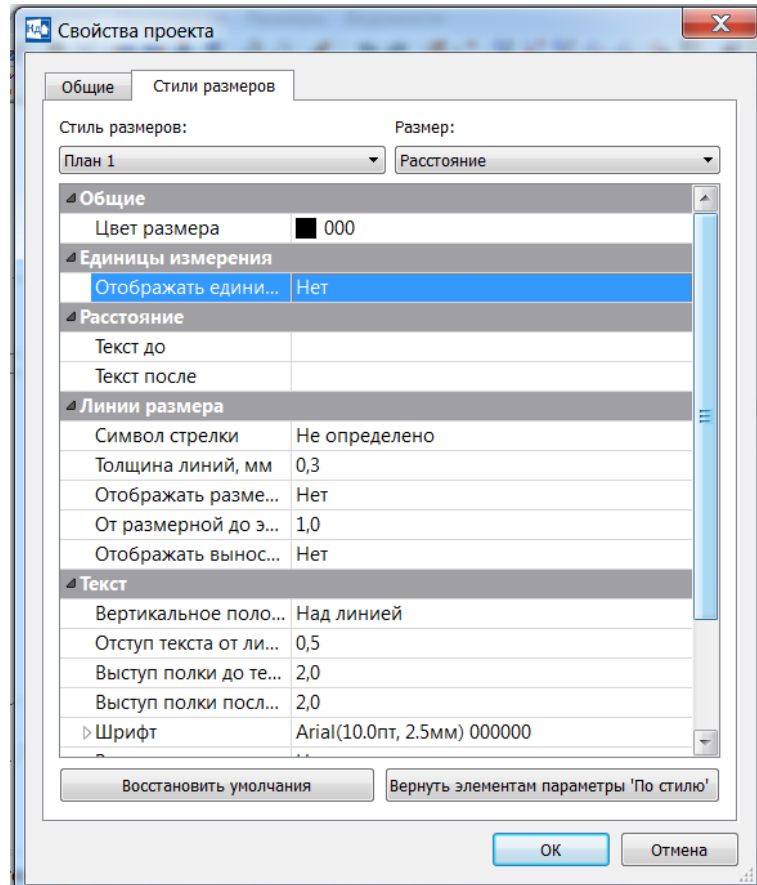 КдО Свойства проекта
Общие Стили размеров
Стиль размеров: Размер:
План 1 Расстояние
Общие
Цвет размера 000
Единицы измерения
Отображать едини... Нет
Расстояние
Текст до
Текст после
Линии размера
Символ стрелки Не определено
Толщина линий, мм 0,3
Отображать разме... Нет
От размерной до э... 1,0
Отображать вынос... Нет
Текст
Вертикальное поло... Над линией
Отступ текста от ли... 0,5
Выступ полки до те... 2,0
Выступ полки посл... 2,0
Шрифт Arial(10.0пт, 2.5мм) 000000
Восстановить умолчания Вернуть элементам параметры 'По стилю'
ОК Отмена